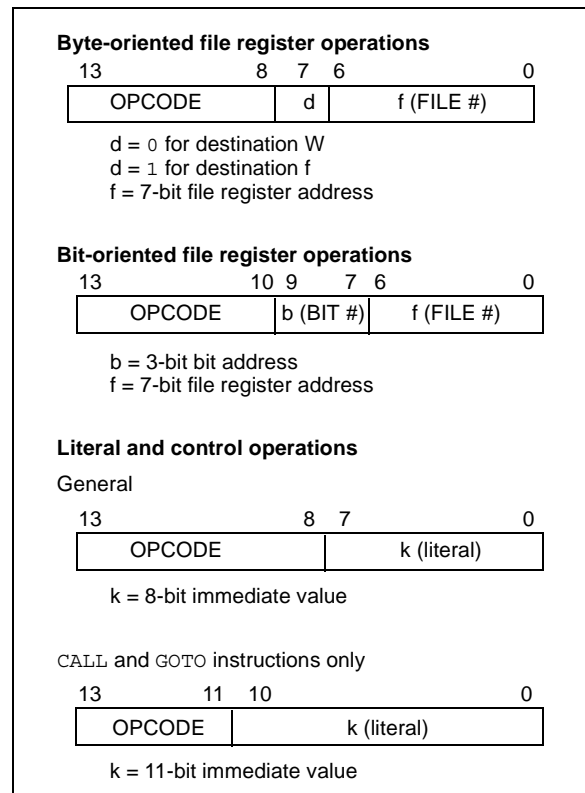 Byte-oriented file register operations
13 8 7 6 0
OPCODE d f (FILE #)
d = 0 for destination W
d = 1 for destination f
f = 7-bit file register address
Bit-oriented file register operations
13 10 9 7 6 0
OPCODE b (BIT #) f (FILE #)
b = 3-bit bit address
f = 7-bit file register address
Literal and control operations
General
13 8 7 0
OPCODE k (literal)
k = 8-bit immediate value
CALL and GOTO instructions only
13 11 10 0
OPCODE k (literal)
k = 11-bit immediate value